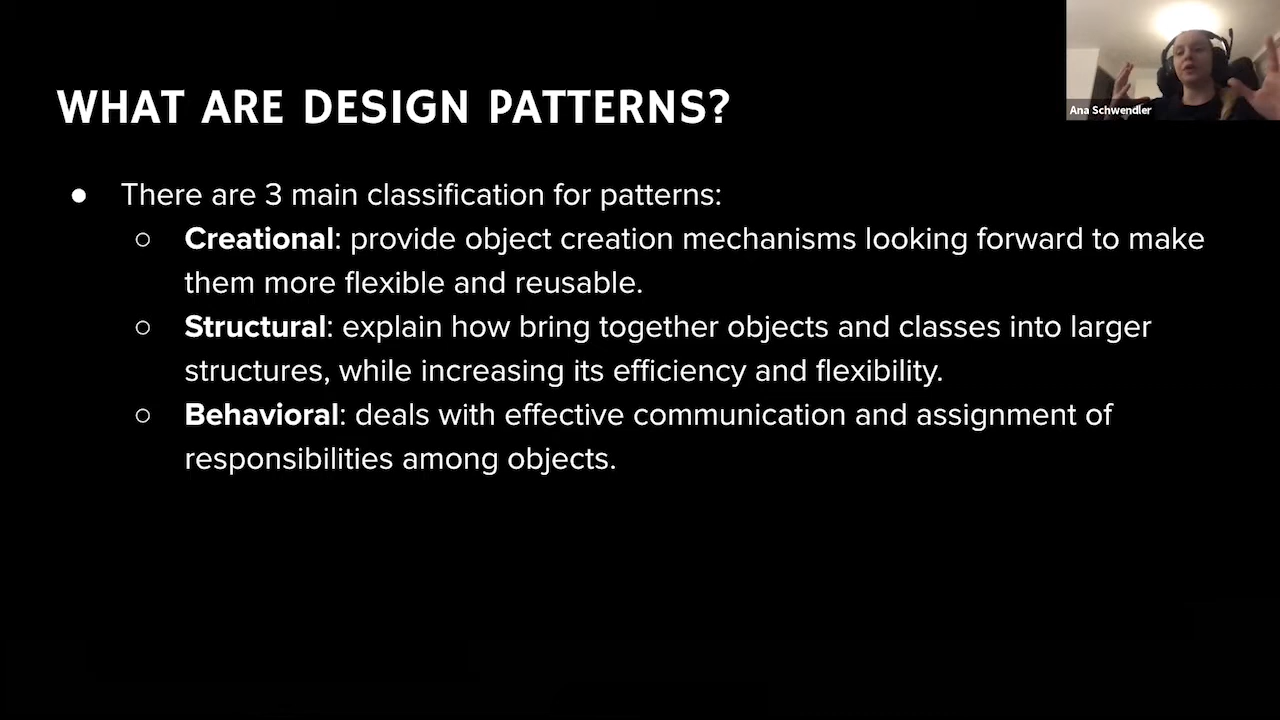 WHAT ARE DESIGN PATTERNS?
Ana Schwendler
● There are 3 main classification for patterns:
○ Creational: provide object creation mechanisms looking forward to make
them more flexible and reusable.
○ Structural: explain how bring together objects and classes into larger
structures, while increasing its efficiency and flexibility.
○ Behavioral: deals with effective communication and assignment of
responsibilities among objects.